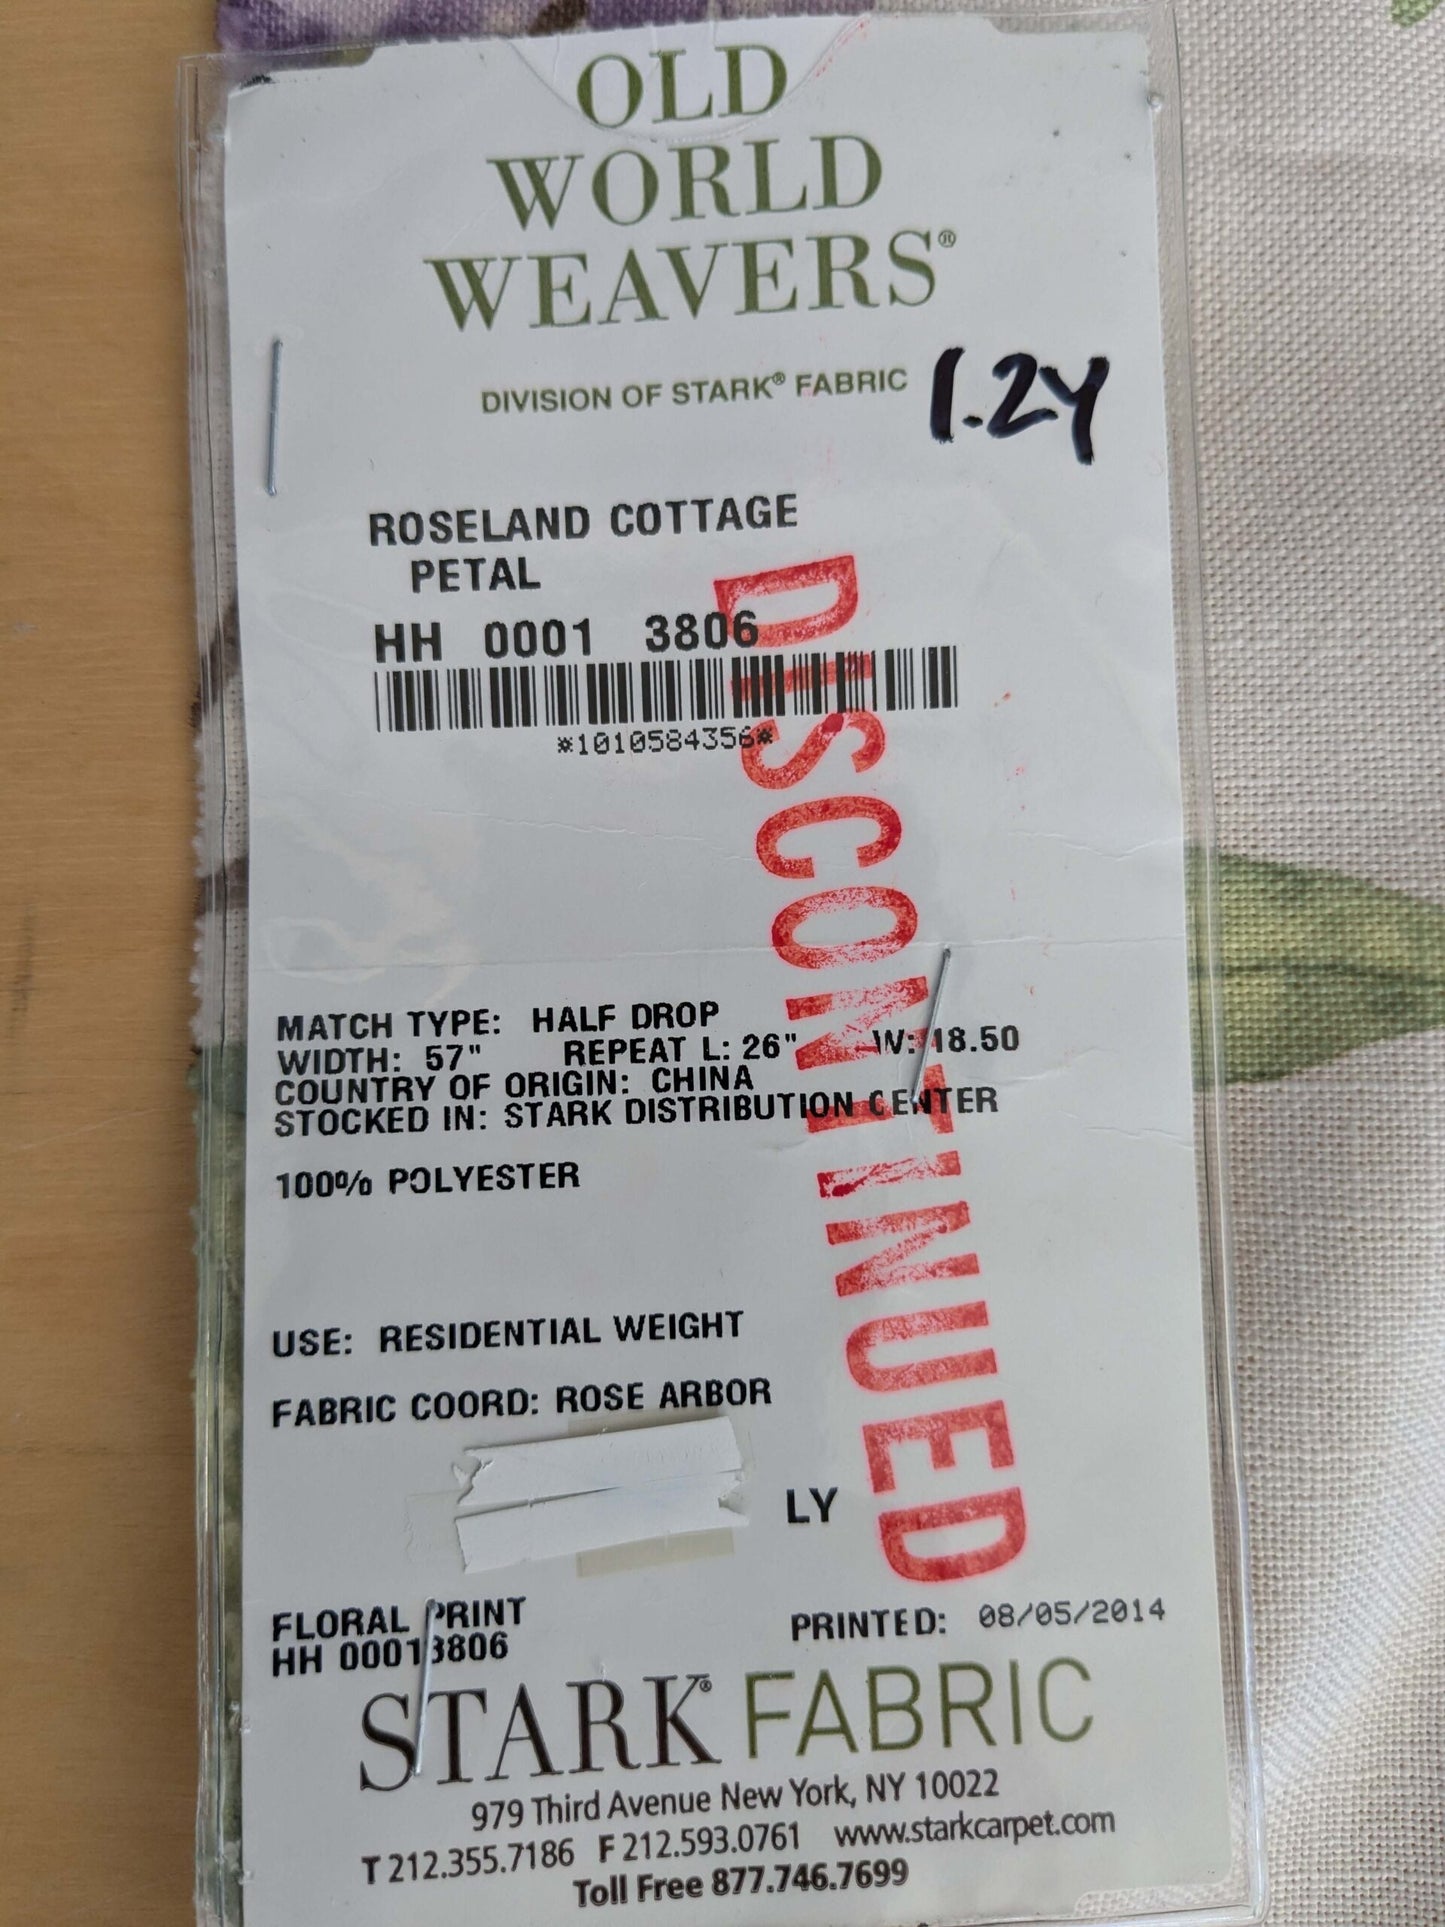 OLD
WORLD
WEAVERS®
DIVISION OF STARK® FABRIC
1.2Y
ROSELAND COTTAGE
PETAL
HH 0001 3806
*1010584356*
DISCONTINUED
MATCH TYPE: HALF DROP
WIDTH: 57" REPEAT L: 26" W: 18.50
COUNTRY OF ORIGIN: CHINA
STOCKED IN: STARK DISTRIBUTION CENTER
100% POLYESTER
USE: RESIDENTIAL WEIGHT
FABRIC COORD: ROSE ARBOR
LY
FLORAL PRINT
HH 00013806
PRINTED: 08/05/2014
STARK® FABRIC
979 Third Avenue New York, NY 10022
T 212.355.7186 F 212.593.0761 www.starkcarpet.com
Toll Free 877.746.7699